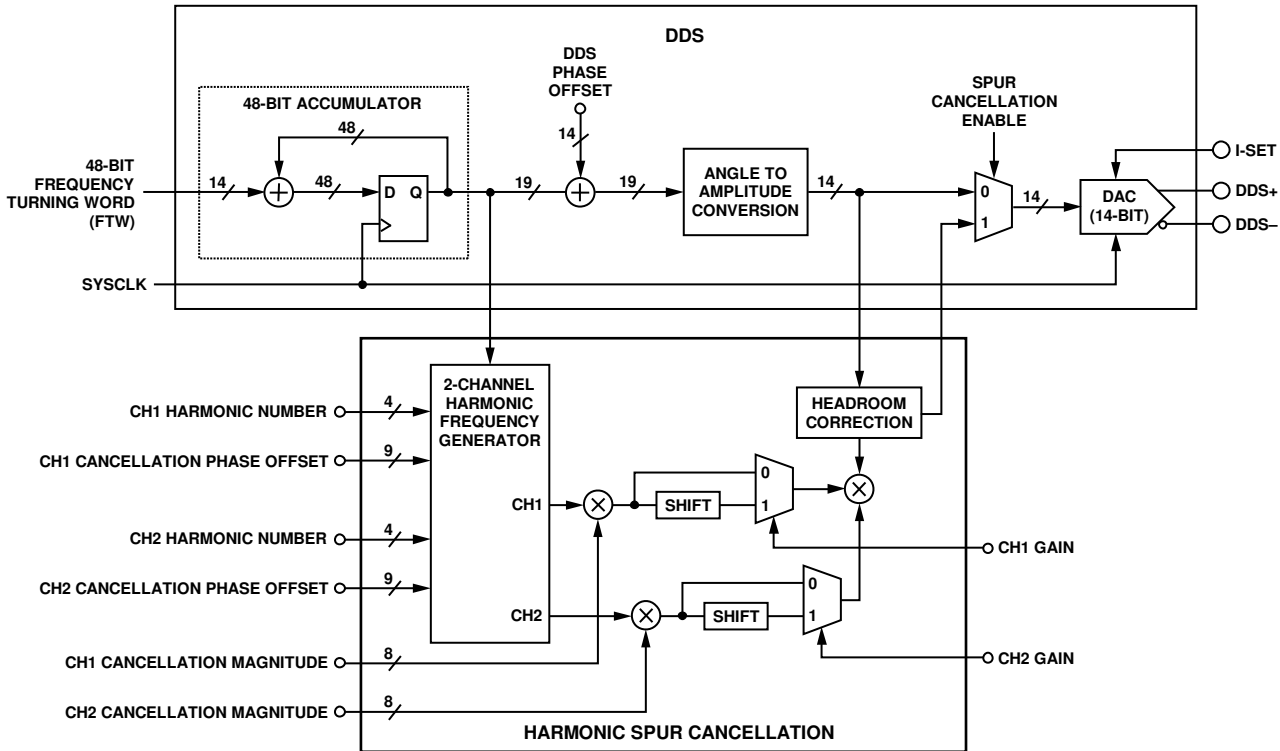 DDS
DDS
PHASE
OFFSET
SPUR
CANCELLATION
ENABLE
48-BIT ACCUMULATOR
48
14
48-BIT
FREQUENCY
TURNING WORD
(FTW)
14
48
D Q
19
19
ANGLE TO
AMPLITUDE
CONVERSION
14
0
1
14
DAC
(14-BIT)
I-SET
DDS+
DDS–
SYSCLK
2-CHANNEL
HARMONIC
FREQUENCY
GENERATOR
HEADROOM
CORRECTION
CH1 HARMONIC NUMBER
4
CH1 CANCELLATION PHASE OFFSET
9
CH1
0
SHIFT
1
CH2 HARMONIC NUMBER
4
CH1 GAIN
CH2 CANCELLATION PHASE OFFSET
9
CH2
0
SHIFT
1
CH1 CANCELLATION MAGNITUDE
8
CH2 GAIN
CH2 CANCELLATION MAGNITUDE
8
HARMONIC SPUR CANCELLATION